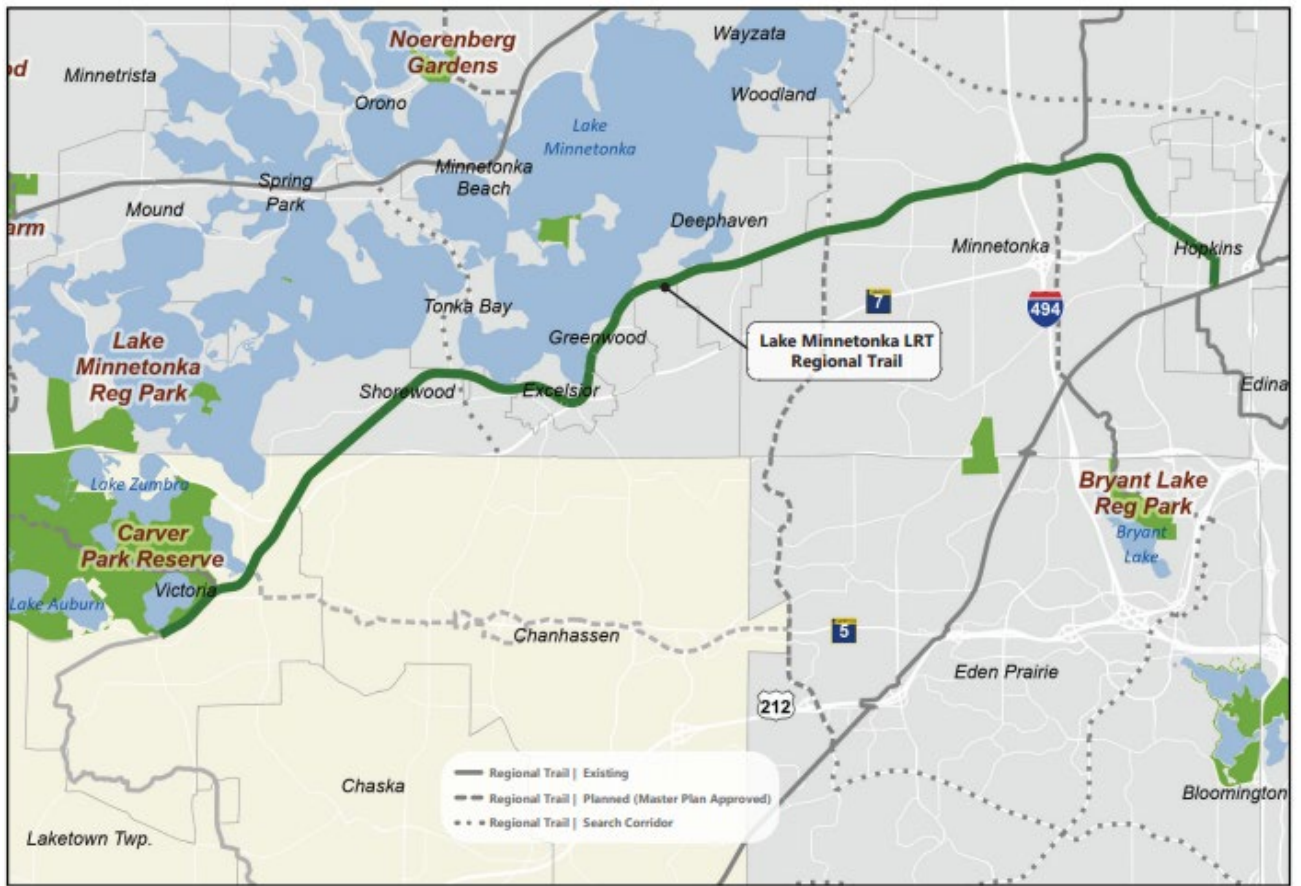 Noerenberg
Gardens
Wayzata
od
Minnetrista
Orono
Woodland
Lake
Minnetonka
Minnetonka
Beach
Spring
Park
Mound
arm
Deephaven
Minnetonka
Hopkins
Tonka Bay
7
494
Greenwood
Lake Minnetonka LRT
Regional Trail
Lake
Minnetonka
Reg Park
Shorewood
Excelsior
Edina
Lake Zumbra
Bryant Lake
Reg Park
Carver
Park Reserve
Bryant
Lake
Victoria
Lake Auburn
Chanhassen
5
Eden Prairie
212
Regional Trail | Existing
Chaska
Regional Trail | Planned (Master Plan Approved)
Bloomington
Regional Trail | Search Corridor
Laketown Twp.